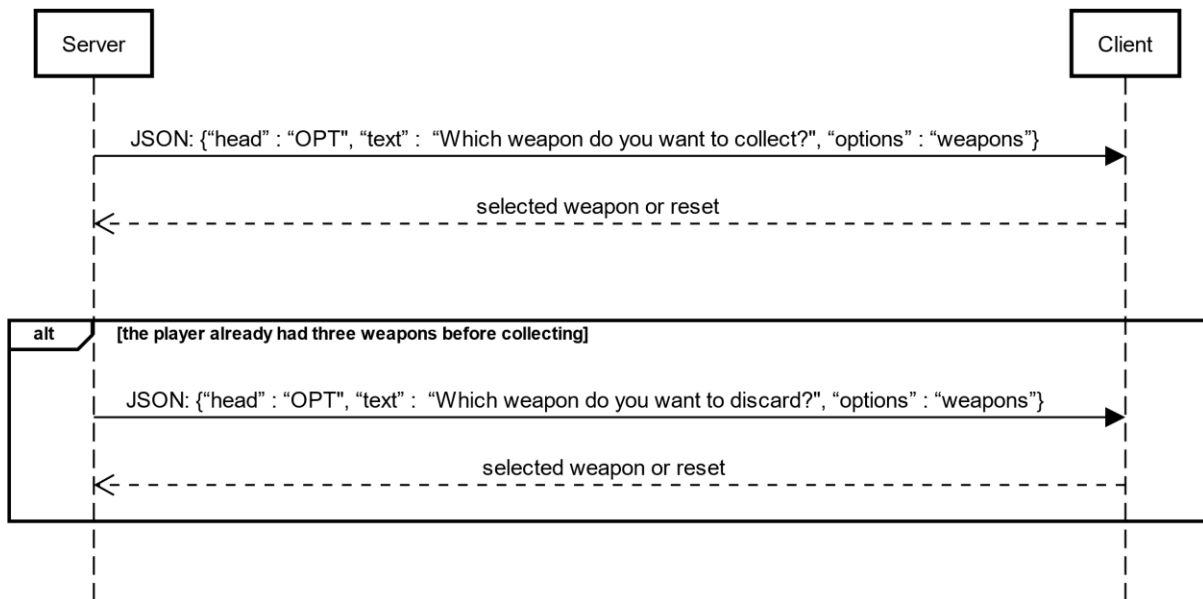 Server Client
JSON: {“head” : “OPT", “text” :  “Which weapon do you want to collect?", “options” : “weapons”}
selected weapon or reset
alt [the player already had three weapons before collecting]
JSON: {“head” : “OPT", “text” :  “Which weapon do you want to discard?", “options” : “weapons”}
selected weapon or reset